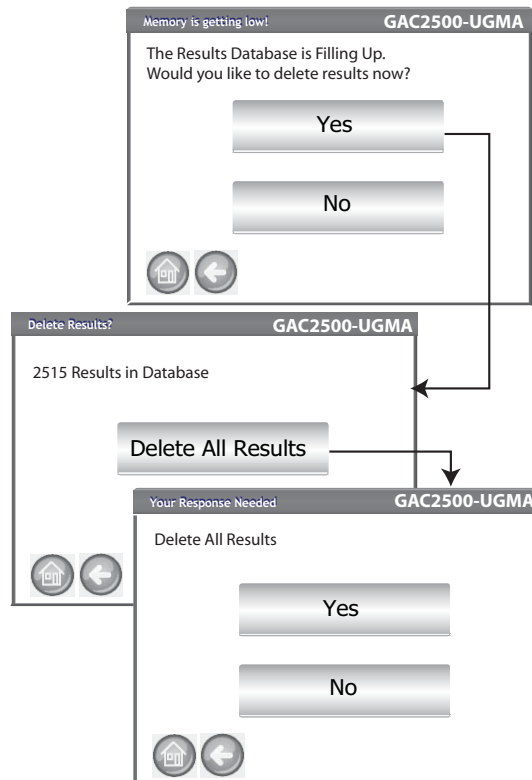 Memory is getting low! GAC2500-UGMA
The Results Database is Filling Up.
Would you like to delete results now?
Yes
No
Delete Results? GAC2500-UGMA
2515 Results in Database
Delete All Results
Your Response Needed GAC2500-UGMA
Delete All Results
Yes
No